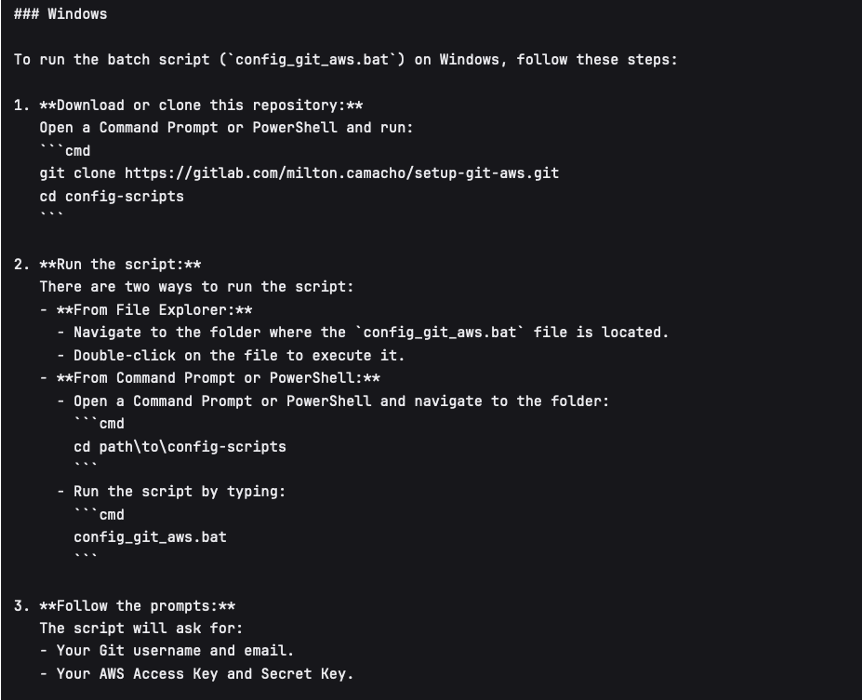 ### Windows
To run the batch script (`config_git_aws.bat`) on Windows, follow these steps:
1. **Download or clone this repository:**
Open a Command Prompt or PowerShell and run:
```cmd
git clone https://gitlab.com/milton.camacho/setup-git-aws.git
cd config-scripts
```
2. **Run the script:**
There are two ways to run the script:
- **From File Explorer:**
- Navigate to the folder where the `config_git_aws.bat` file is located.
- Double-click on the file to execute it.
- **From Command Prompt or PowerShell:**
- Open a Command Prompt or PowerShell and navigate to the folder:
```cmd
cd path\to\config-scripts
```
- Run the script by typing:
```cmd
config_git_aws.bat
```
3. **Follow the prompts:**
The script will ask for:
- Your Git username and email.
- Your AWS Access Key and Secret Key.